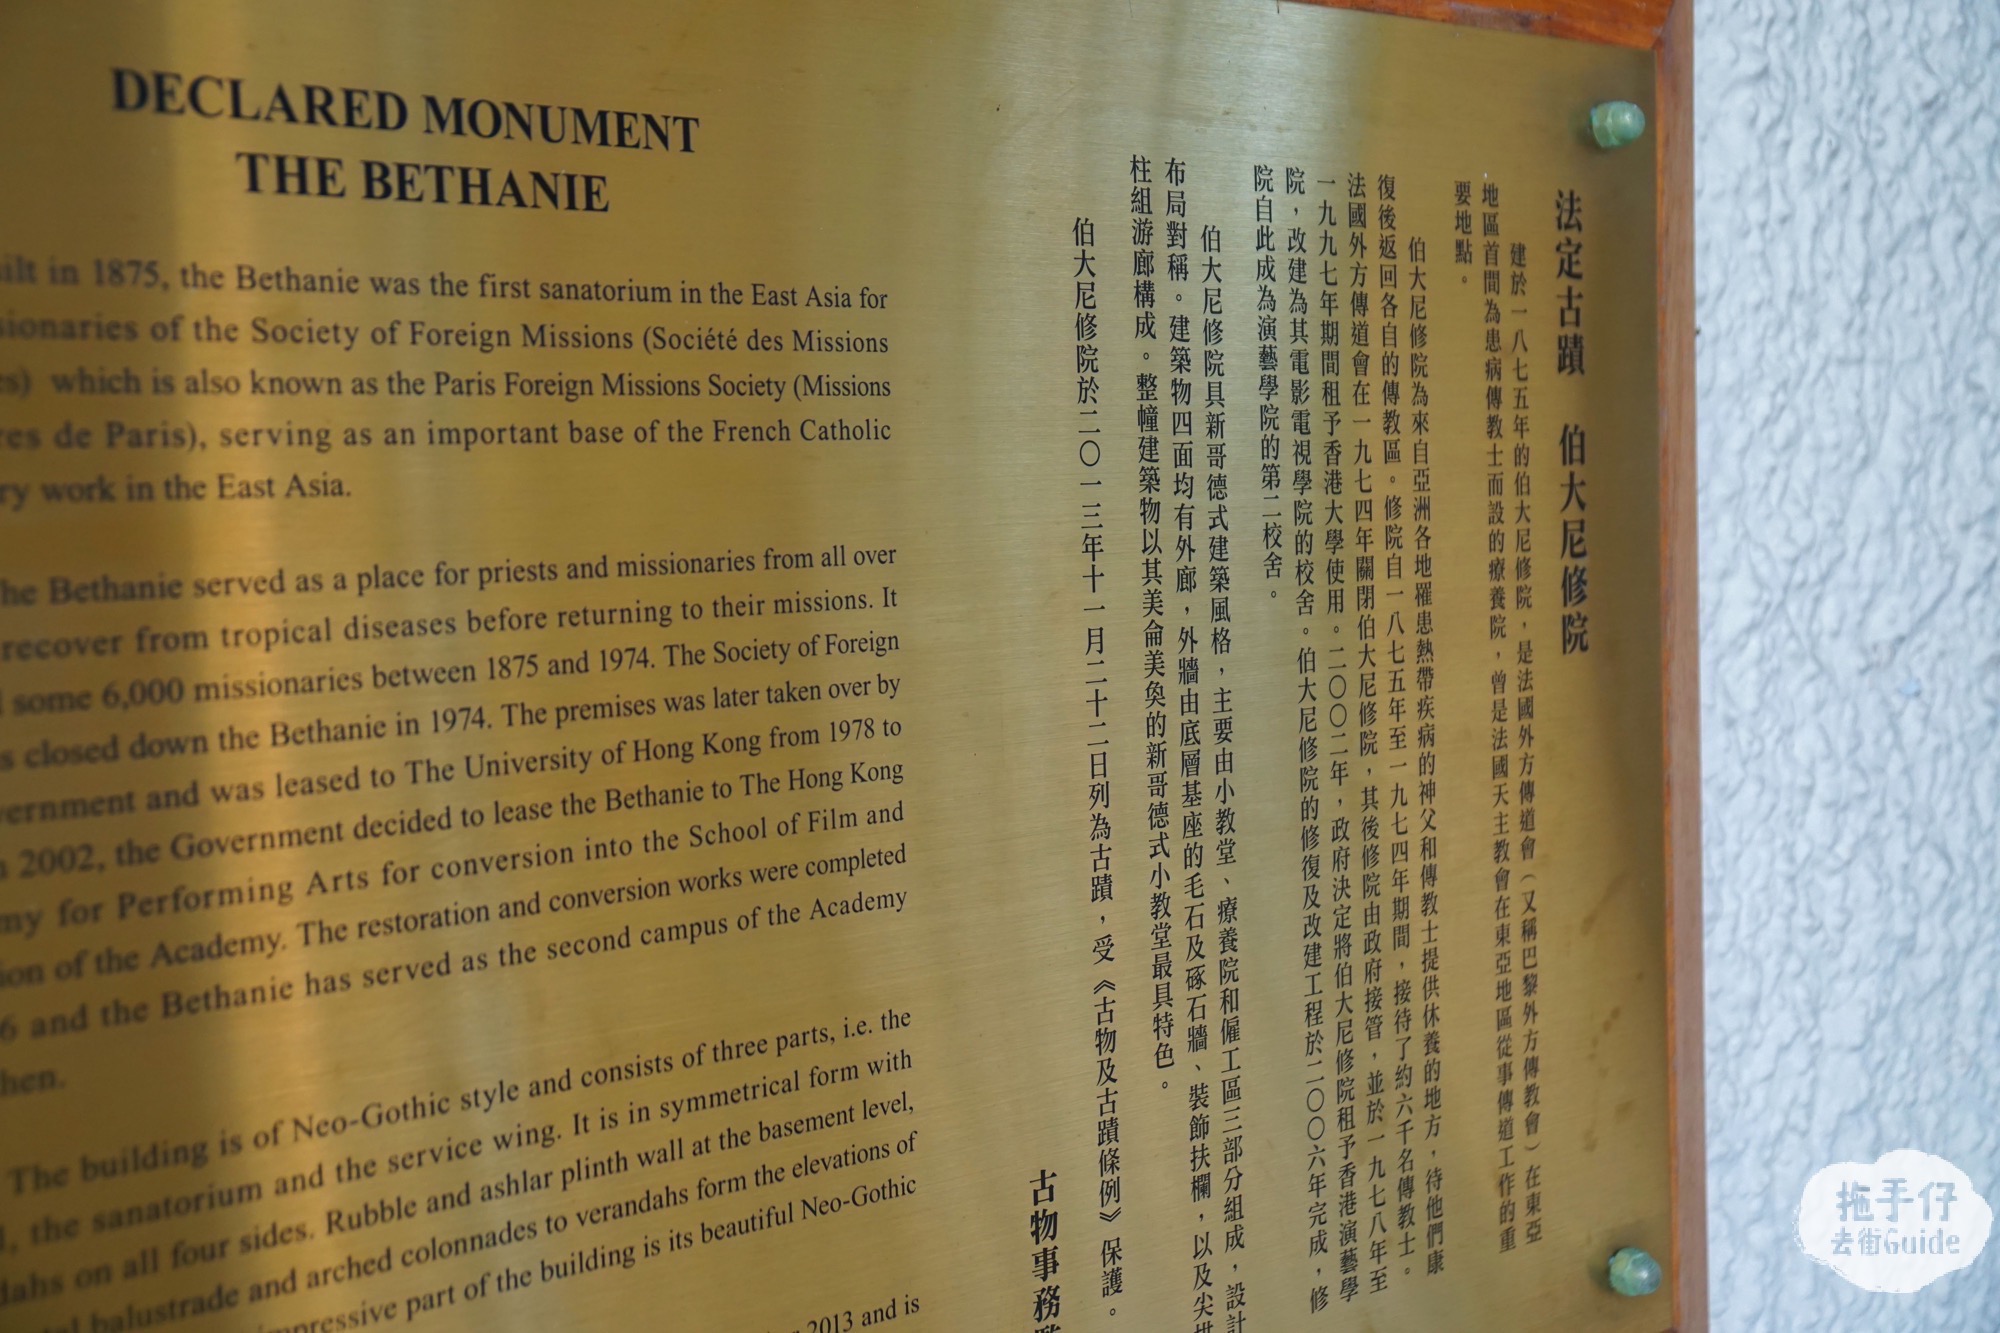 DECLARED MONUMENT
THE BETHANIE
in 1875, the Bethanie was the first sanatorium in the East Asia for
of the Society of Foreign Missions (Société des Missions
which is also known as the Paris Foreign Missions Society (Missions
de Paris), serving as an important base of the French Catholic
work in the East Asia.
Bethanie served as a place for priests and missionaries from all over
recover from tropical diseases before returning to their missions. It
some 6,000 missionaries between 1875 and 1974. The Society of Foreign
closed down the Bethanie in 1974. The premises was later taken over by
and was leased to The University of Hong Kong from 1978 to
2002, the Government decided to lease the Bethanie to The Hong Kong
for Performing Arts for conversion into the School of Film and
of the Academy. The restoration and conversion works were completed
and the Bethanie has served as the second campus of the Academy
The building is of Neo-Gothic style and consists of three parts, i.e. the
the sanatorium and the service wing. It is in symmetrical form with
on all four sides. Rubble and ashlar plinth wall at the basement level,
balustrade and arched colonnades to verandahs form the elevations of
part of the building is its beautiful Neo-Gothic
2013 and is
法定古蹟 伯大尼修院
建於一八七五年的伯大尼修院，是法國外方傳道會（又稱巴黎外方傳教會）在東亞
地區首間為患病傳教士而設的療養院，曾是法國天主教會在東亞地區從事傳道工作的重
要地點。
伯大尼修院為來自亞洲各地罹患熱帶疾病的神父和傳教士提供休養的地方，待他們康
復後返回各自的傳教區。修院自一八七五年至一九七四年期間，接待了約六千名傳教士。
法國外方傳道會在一九七四年關閉伯大尼修院，其後修院由政府接管，並於一九七八年至
一九九七年期間租予香港大學使用。二〇〇二年，政府決定將伯大尼修院租予香港演藝學
院，改建為其電影電視學院的校舍。伯大尼修院的修復及改建工程於二〇〇六年完成，修
院自此成為演藝學院的第二校舍。
伯大尼修院具新哥德式建築風格，主要由小教堂、療養院和僱工區三部分組成，設計
布局對稱。建築物四面均有外廊，外牆由底層基座的毛石及琢石牆、裝飾扶欄，以及尖拱
柱組游廊構成。整幢建築物以其美侖美奐的新哥德式小教堂最具特色。
伯大尼修院於二〇一三年十一月二十二日列為古蹟，受《古物及古蹟條例》保護。
古物事務
拖手仔
去街Guide